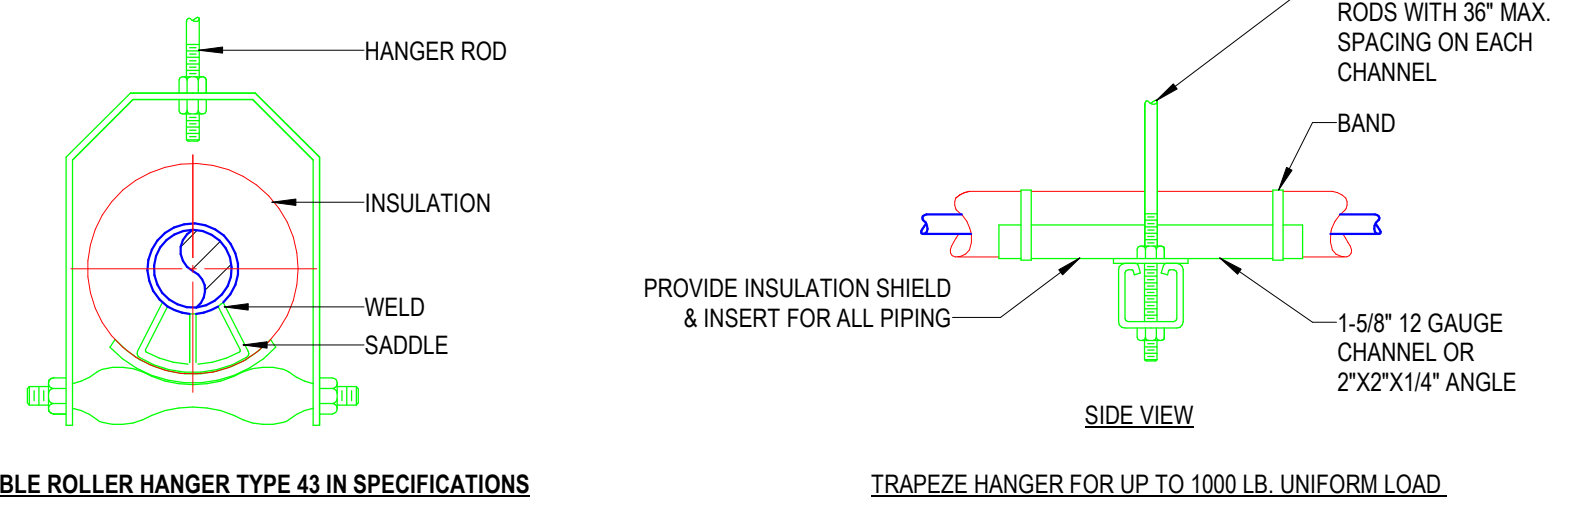 HANGER ROD
INSULATION
WELD
SADDLE
BLE ROLLER HANGER TYPE 43 IN SPECIFICATIONS
RODS WITH 36" MAX.
SPACING ON EACH
CHANNEL
BAND
PROVIDE INSULATION SHIELD
& INSERT FOR ALL PIPING
1-5/8" 12 GAUGE
CHANNEL OR
2"X2"X1/4" ANGLE
SIDE VIEW
TRAPEZE HANGER FOR UP TO 1000 LB. UNIFORM LOAD